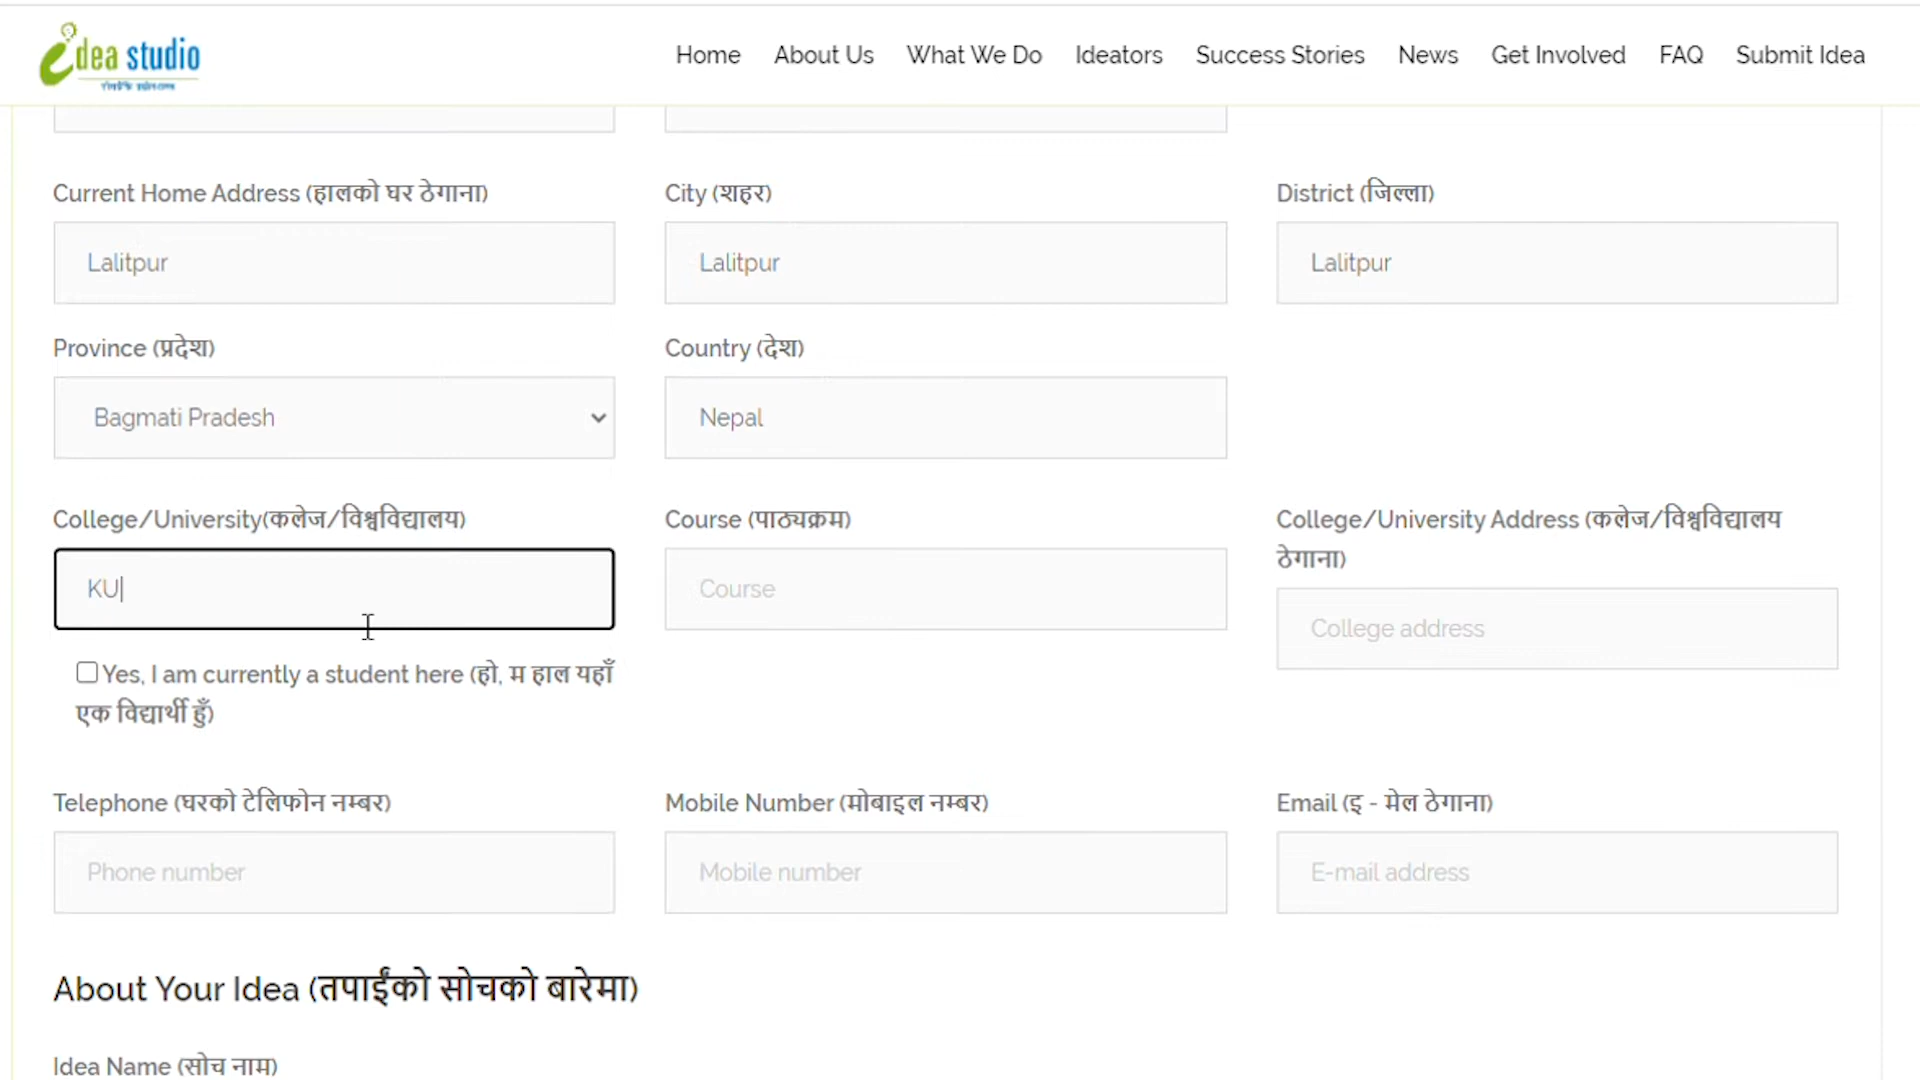 idea studio
Home About Us What We Do Ideators Success Stories News Get Involved FAQ Submit Idea
Current Home Address (हालको घर ठेगाना) City (शहर) District (जिल्ला)
Lalitpur Lalitpur Lalitpur
Province (प्रदेश) Country (देश)
Bagmati Pradesh Nepal
College/University(कलेज/विश्वविद्यालय) Course (पाठ्यक्रम) College/University Address (कलेज/विश्वविद्यालय
ठेगाना)
KU Course
College address
Yes, I am currently a student here (हो, म हाल यहाँ
एक विद्यार्थी हुँ)
Telephone (घरको टेलिफोन नम्बर) Mobile Number (मोबाइल नम्बर) Email (इ - मेल ठेगाना)
Phone number Mobile number E-mail address
About Your Idea (तपाईंको सोचको बारेमा)
Idea Name (सोच नाम)